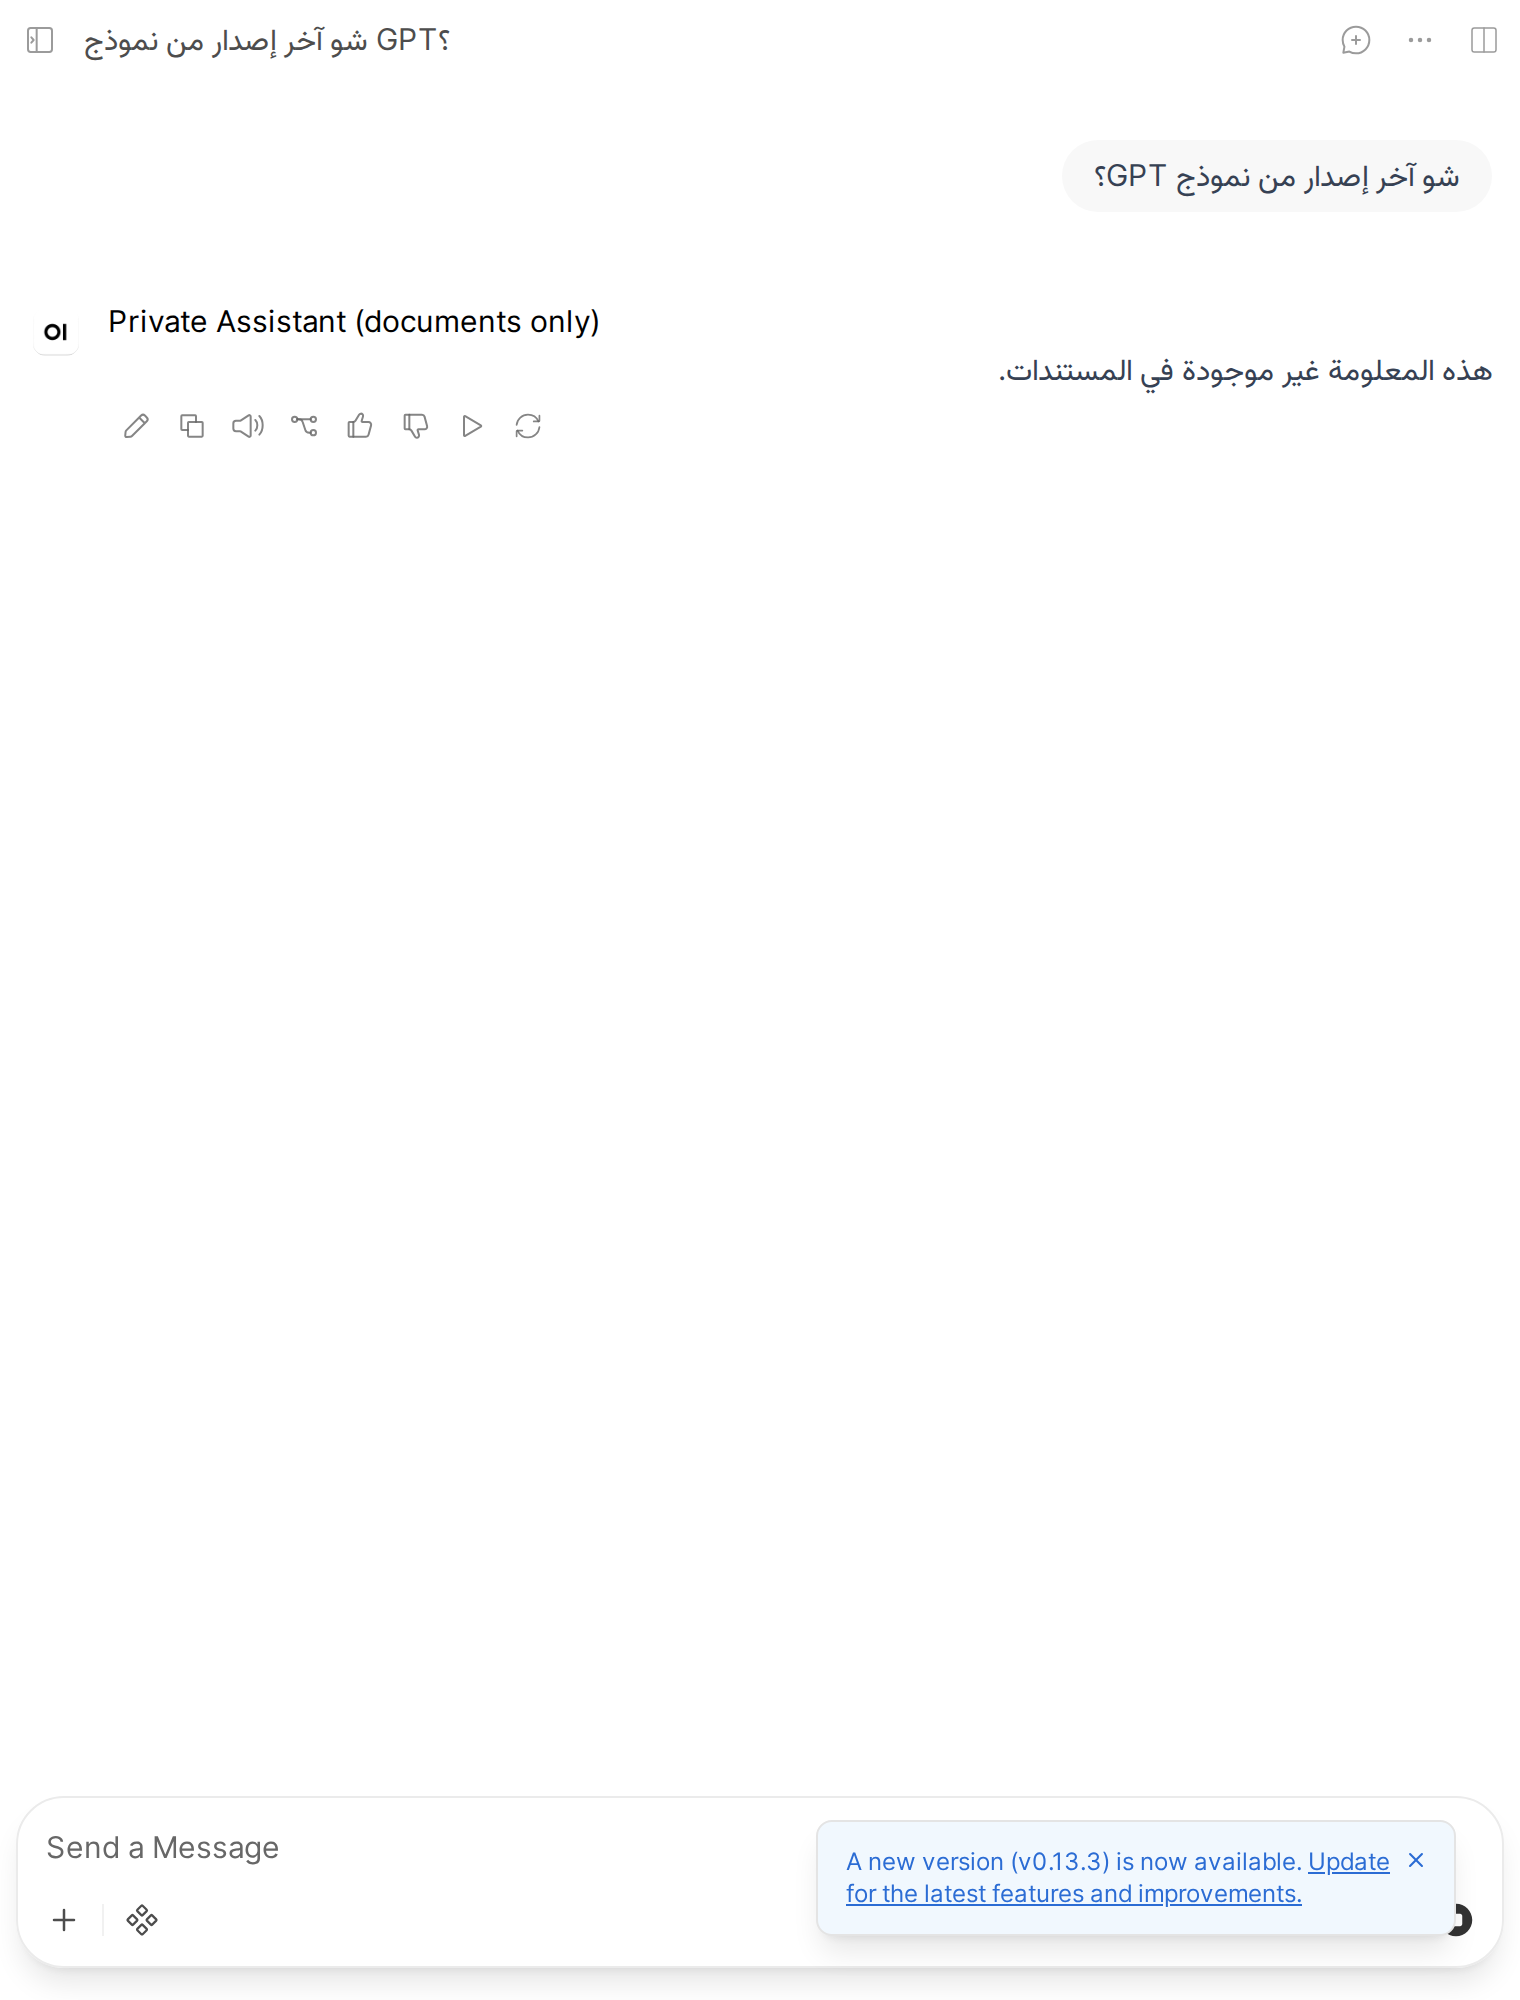 شو آخر إصدار من نموذج GPT؟
شو آخر إصدار من نموذج GPT؟
OI
Private Assistant (documents only)
هذه المعلومة غير موجودة في المستندات.
Send a Message
A new version (v0.13.3) is now available. Update
for the latest features and improvements.